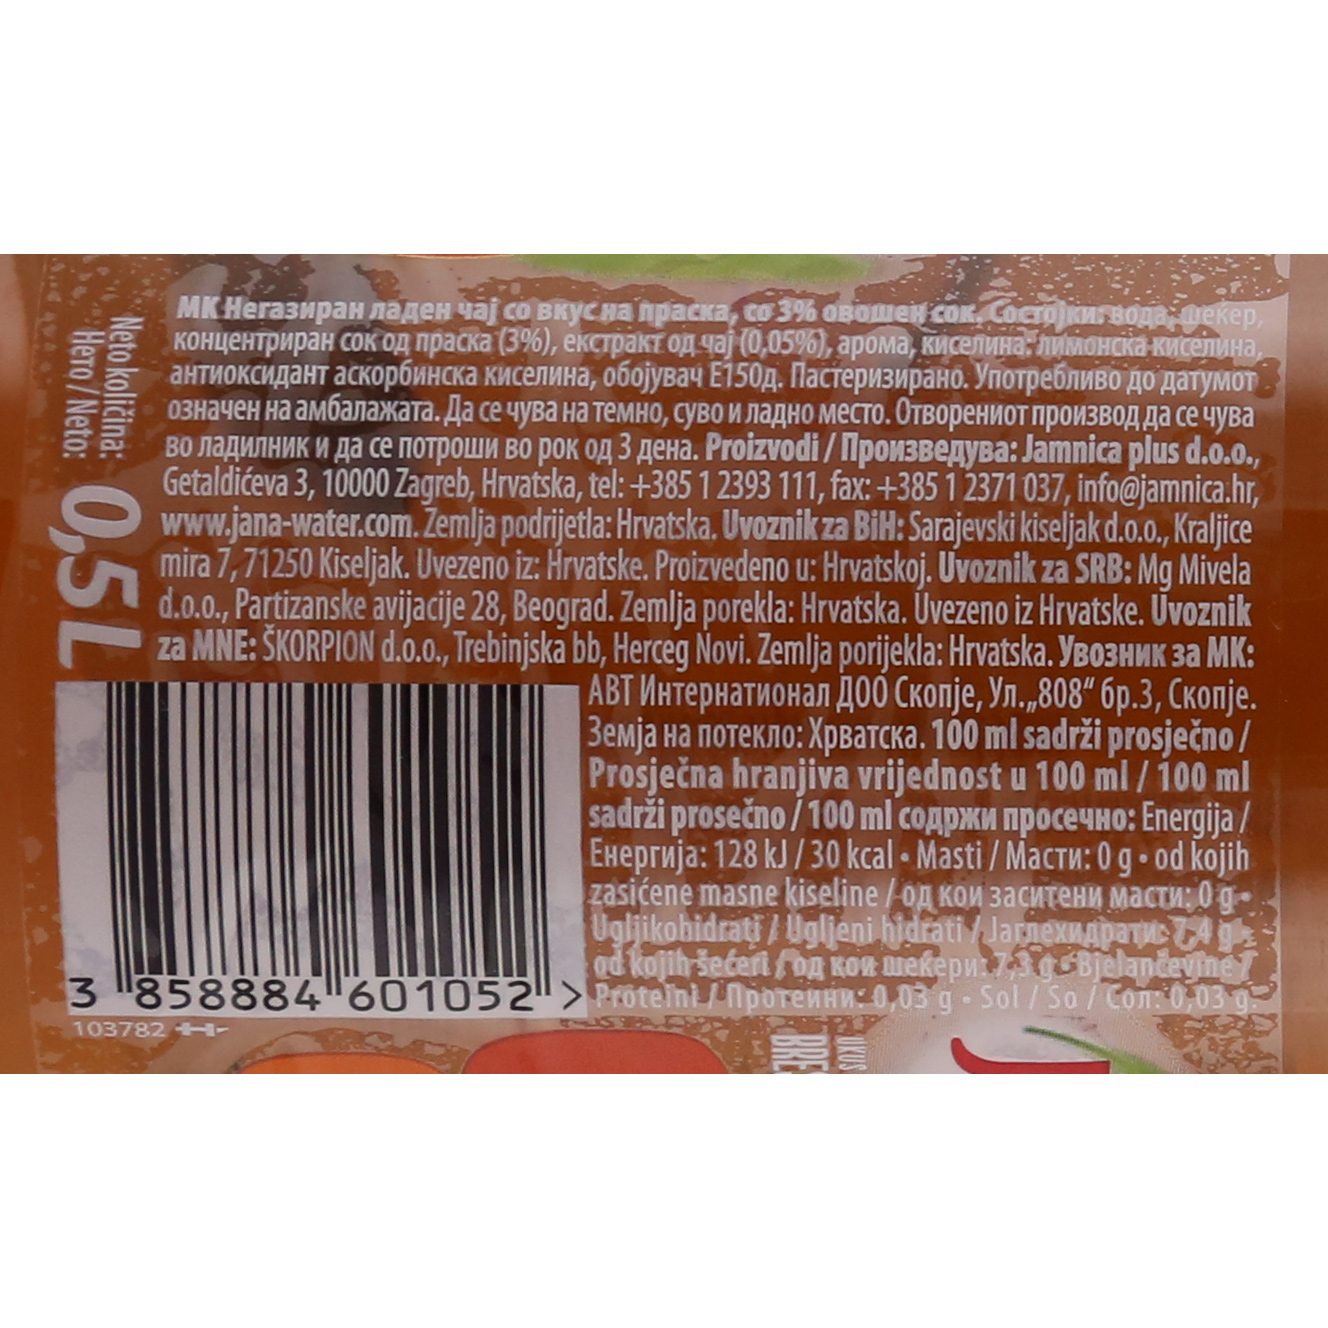 МК Негазиран ладен чај со вкус на праска, со 3% овошен сок. Состојки: вода, шеќер,
концентриран сок од праска (3%), екстракт од чај (0,05%), арома, киселина: лимонска киселина,
антиоксидант аскорбинска киселина, обојувач Е150д. Пастеризирано. Употребливо до датумот
означен на амбалажата. Да се чува на темно, суво и ладно место. Отворениот производ да се чува
во ладилник и да се потроши во рок од 3 дена. Proizvodi / Произведува: Jamnica plus d.o.o.,
Getaldićeva 3, 10000 Zagreb, Hrvatska, tel: +385 1 2393 111, fax: +385 1 2371 037, info@jamnica.hr,
www.jana-water.com. Zemlja podrijetla: Hrvatska. Uvoznik za BiH: Sarajevski kiseljak d.o.o., Kraljice
mira 7, 71250 Kiseljak. Uvezeno iz: Hrvatske. Proizvedeno u: Hrvatskoj. Uvoznik za SRB: Mg Mivela
d.o.o., Partizanske avijacije 28, Beograd. Zemlja porekla: Hrvatska. Uvezeno iz Hrvatske. Uvoznik
za MNE: ŠKORPION d.o.o., Trebinjska bb, Herceg Novi. Zemlja porijekla: Hrvatska. Увозник за МК:
АВТ Интернатионал ДОО Скопје, Ул.„808“ бр.3, Скопје.
Земја на потекло: Хрватска. 100 ml sadrži prosječno /
Prosječna hranjiva vrijednost u 100 ml / 100 ml
sadrži prosečno / 100 ml содржи просечно: Energija /
Енергија: 128 kJ / 30 kcal • Masti / Масти: 0 g • od kojih
zasićene masne kiseline / од кои заситени масти: 0 g •
Ugljikohidrati / Ugljeni hidrati / Јаглехидрати: 7,4 g •
od kojih šećeri / од кои шеќери: 7,3 g • Bjelančevine /
Proteini / Протеини: 0,03 g • Sol / So / Сол: 0,03 g.
Neto količina:
Нето / Neto:
0,5 L
3 858884 601052 >
103782
UKUS
BRE